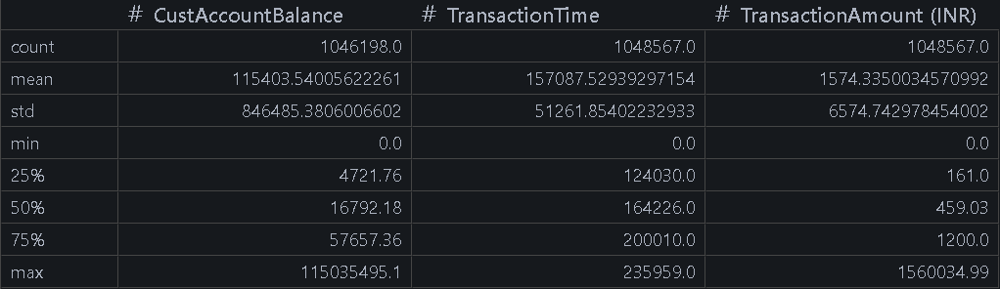 # CustAccountBalance # TransactionTime # TransactionAmount (INR)
count 1046198.0 1048567.0 1048567.0
mean 115403.54005622261 157087.52939297154 1574.3350034570992
std 846485.3806006602 51261.85402232933 6574.742978454002
min 0.0 0.0 0.0
25% 4721.76 124030.0 161.0
50% 16792.18 164226.0 459.03
75% 57657.36 200010.0 1200.0
max 115035495.1 235959.0 1560034.99